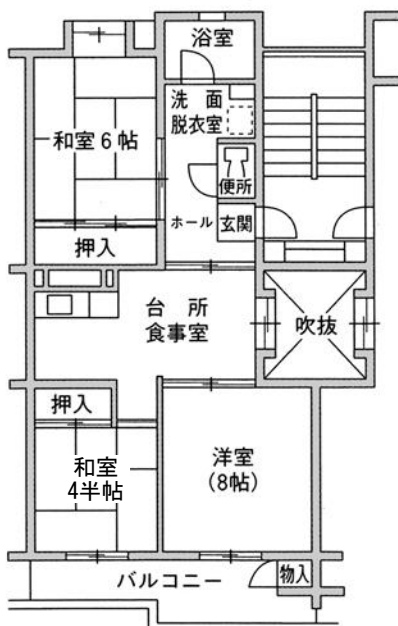 浴室
洗面
脱衣室
和室6帖
便所
ホール
玄関
押入
台所
食事室
吹抜
押入
和室
4半帖
洋室
(8帖)
バルコニー
物入